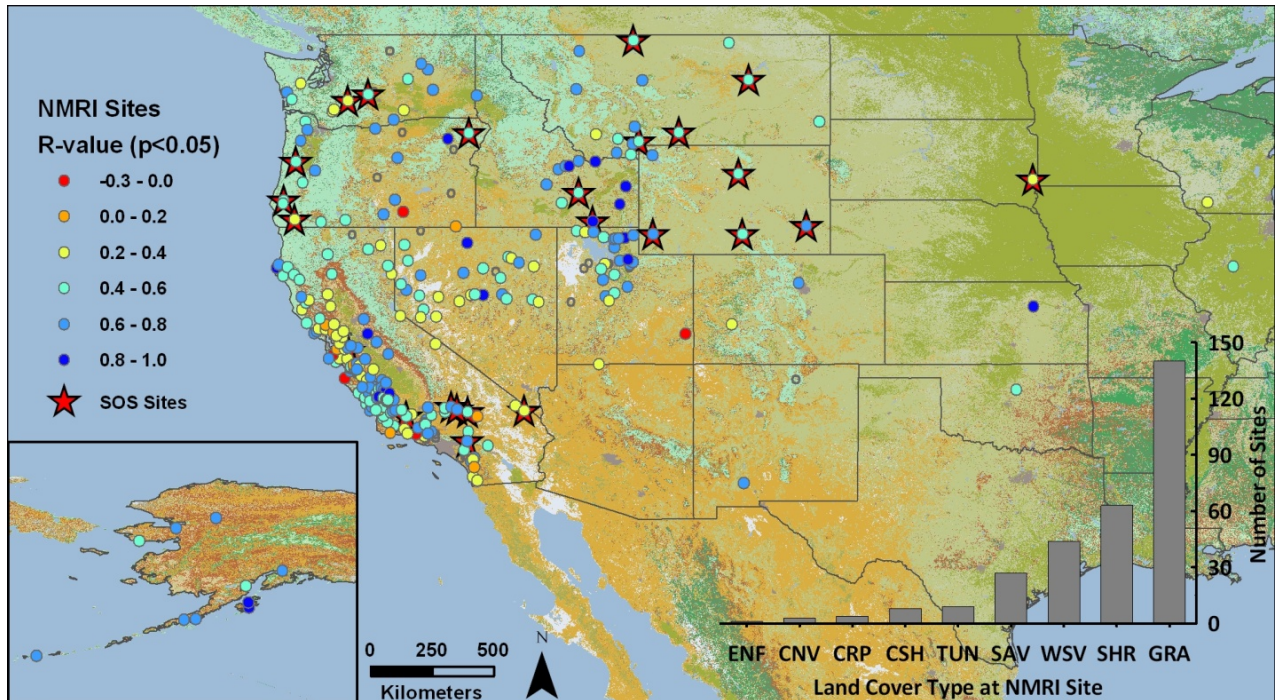 NMRI Sites
R-value (p<0.05)
-0.3 - 0.0
0.0 - 0.2
0.2 - 0.4
0.4 - 0.6
0.6 - 0.8
0.8 - 1.0
SOS Sites
0 250 500
Kilometers
N
150
120
90
60
30
0
Number of Sites
ENF CNV CRP CSH TUN SAV WSV SHR GRA
Land Cover Type at NMRI Site